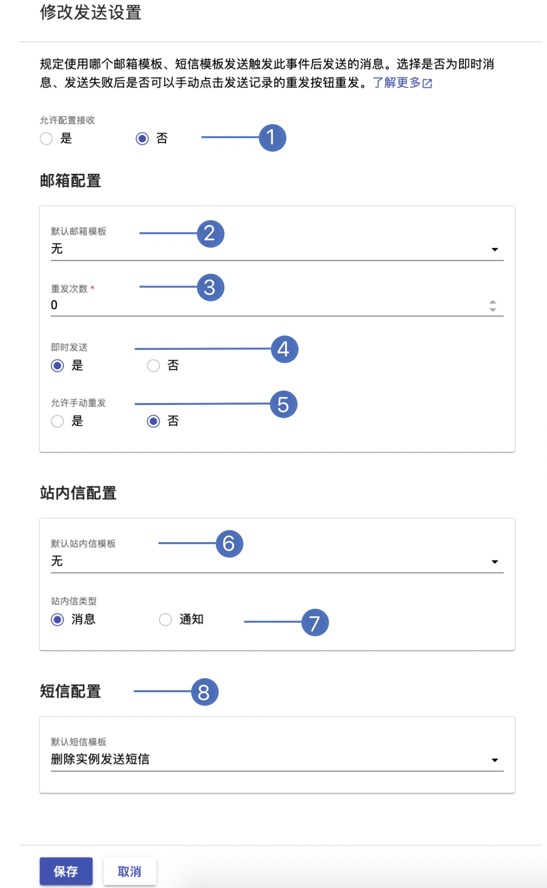 修改发送设置
规定使用哪个邮箱模板、短信模板发送触发此事件后发送的消息。选择是否为即时消
息、发送失败后是否可以手动点击发送记录的重发按钮重发。了解更多
允许配置接收
是 否 1
邮箱配置
默认邮箱模板 2
无
重发次数 * 3
0
即时发送 4
是 否
允许手动重发 5
是 否
站内信配置
默认站内信模板 6
无
站内信类型
消息 通知 7
短信配置 8
默认短信模板
删除实例发送短信
保存 取消